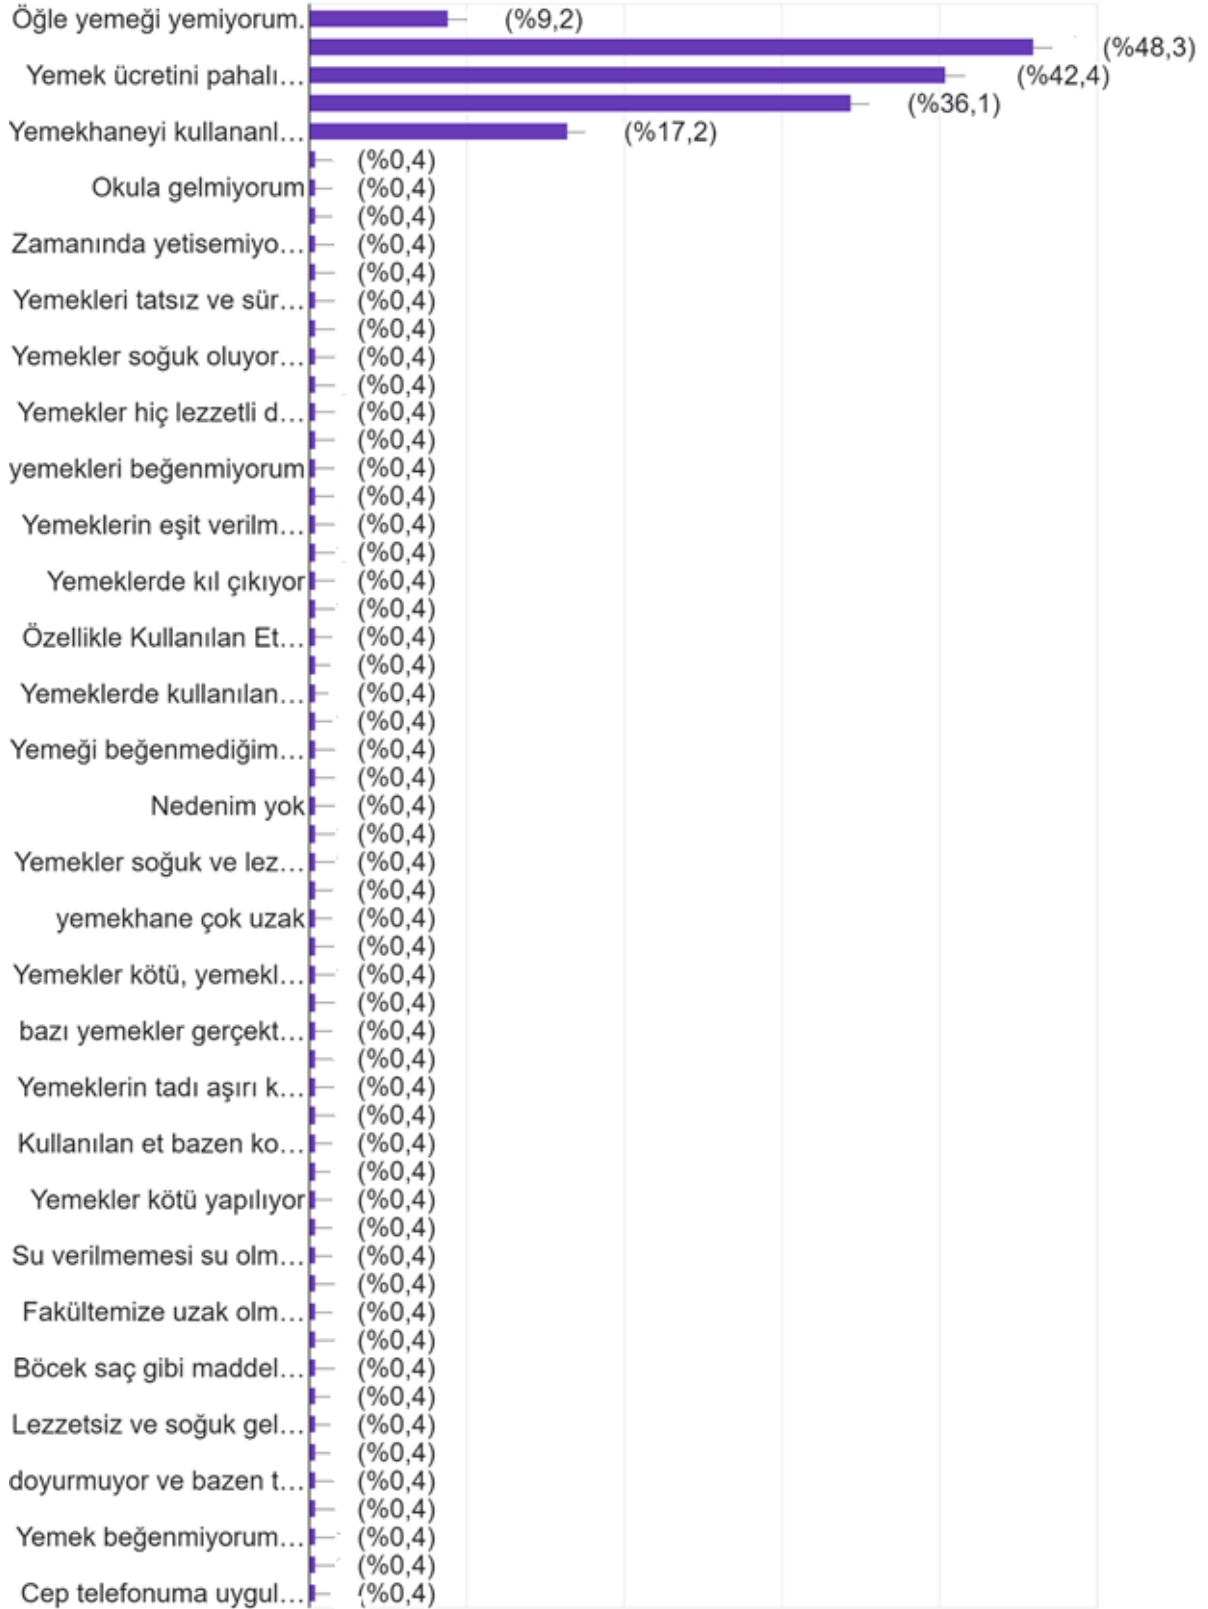 Öğle yemeği yemiyorum. (%9,2)
(%48,3)
Yemek ücretini pahalı… (%42,4)
(%36,1)
Yemekhaneyi kullananl… (%17,2)
(%0,4)
Okula gelmiyorum (%0,4)
(%0,4)
Zamanında yetisemiyo… (%0,4)
(%0,4)
Yemekleri tatsız ve sür… (%0,4)
(%0,4)
Yemekler soğuk oluyor… (%0,4)
(%0,4)
Yemekler hiç lezzetli d… (%0,4)
(%0,4)
yemekleri beğenmiyorum (%0,4)
(%0,4)
Yemeklerin eşit verilm… (%0,4)
(%0,4)
Yemeklerde kıl çıkıyor (%0,4)
(%0,4)
Özellikle Kullanılan Et… (%0,4)
(%0,4)
Yemeklerde kullanılan… (%0,4)
(%0,4)
Yemeği beğenmediğim… (%0,4)
(%0,4)
Nedenim yok (%0,4)
(%0,4)
Yemekler soğuk ve lez… (%0,4)
(%0,4)
yemekhane çok uzak (%0,4)
(%0,4)
Yemekler kötü, yemekl… (%0,4)
(%0,4)
bazı yemekler gerçekt… (%0,4)
(%0,4)
Yemeklerin tadı aşırı k… (%0,4)
(%0,4)
Kullanılan et bazen ko… (%0,4)
(%0,4)
Yemekler kötü yapılıyor (%0,4)
(%0,4)
Su verilmemesi su olm… (%0,4)
(%0,4)
Fakültemize uzak olm… (%0,4)
(%0,4)
Böcek saç gibi maddel… (%0,4)
(%0,4)
Lezzetsiz ve soğuk gel… (%0,4)
(%0,4)
doyurmuyor ve bazen t… (%0,4)
(%0,4)
Yemek beğenmiyorum… (%0,4)
(%0,4)
Cep telefonuma uygul… (%0,4)